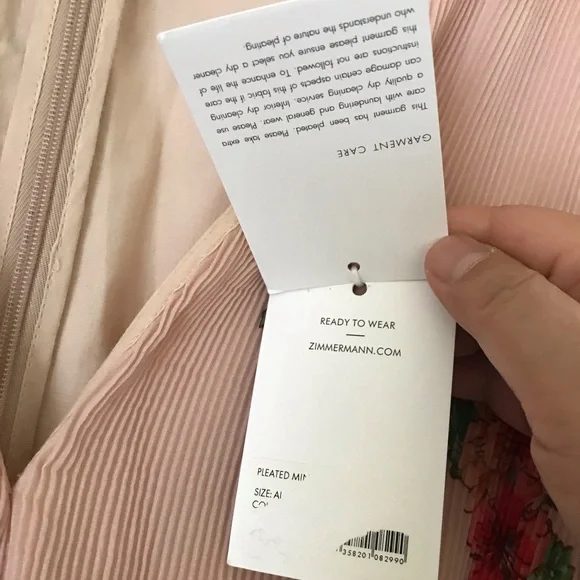 GARMENT CARE
This garment has been pleated. Please take extra
care with laundering and general wear. Please use
a quality dry cleaning service. Interior dry cleaning
can damage certain aspects of this fabric if the care
instructions are not followed. To enhance the life of
this garment please ensure you select a dry cleaner
who understands the nature of pleating.
READY TO WEAR
ZIMMERMANN.COM
PLEATED MI
SIZE: A
358201 082990